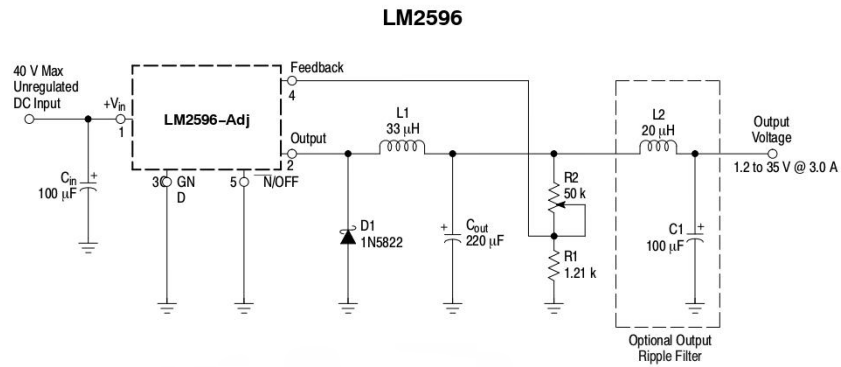 LM2596
40 V Max
Unregulated
DC Input
+Vin
1
LM2596-Adj
Feedback
4
Output
2
3
GN
D
5
N/OFF
Cin
100 µF
+
L1
33 µH
D1
1N5822
+
Cout
220 µF
R2
50 k
R1
1.21 k
L2
20 µH
C1
100 µF
+
Output
Voltage
1.2 to 35 V @ 3.0 A
Optional Output
Ripple Filter